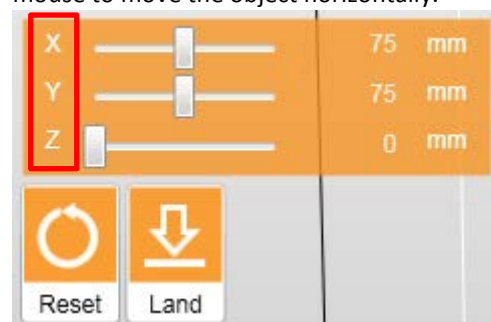 mouse to move the object horizontally.
X 75 mm
Y 75 mm
Z 0 mm
Reset Land